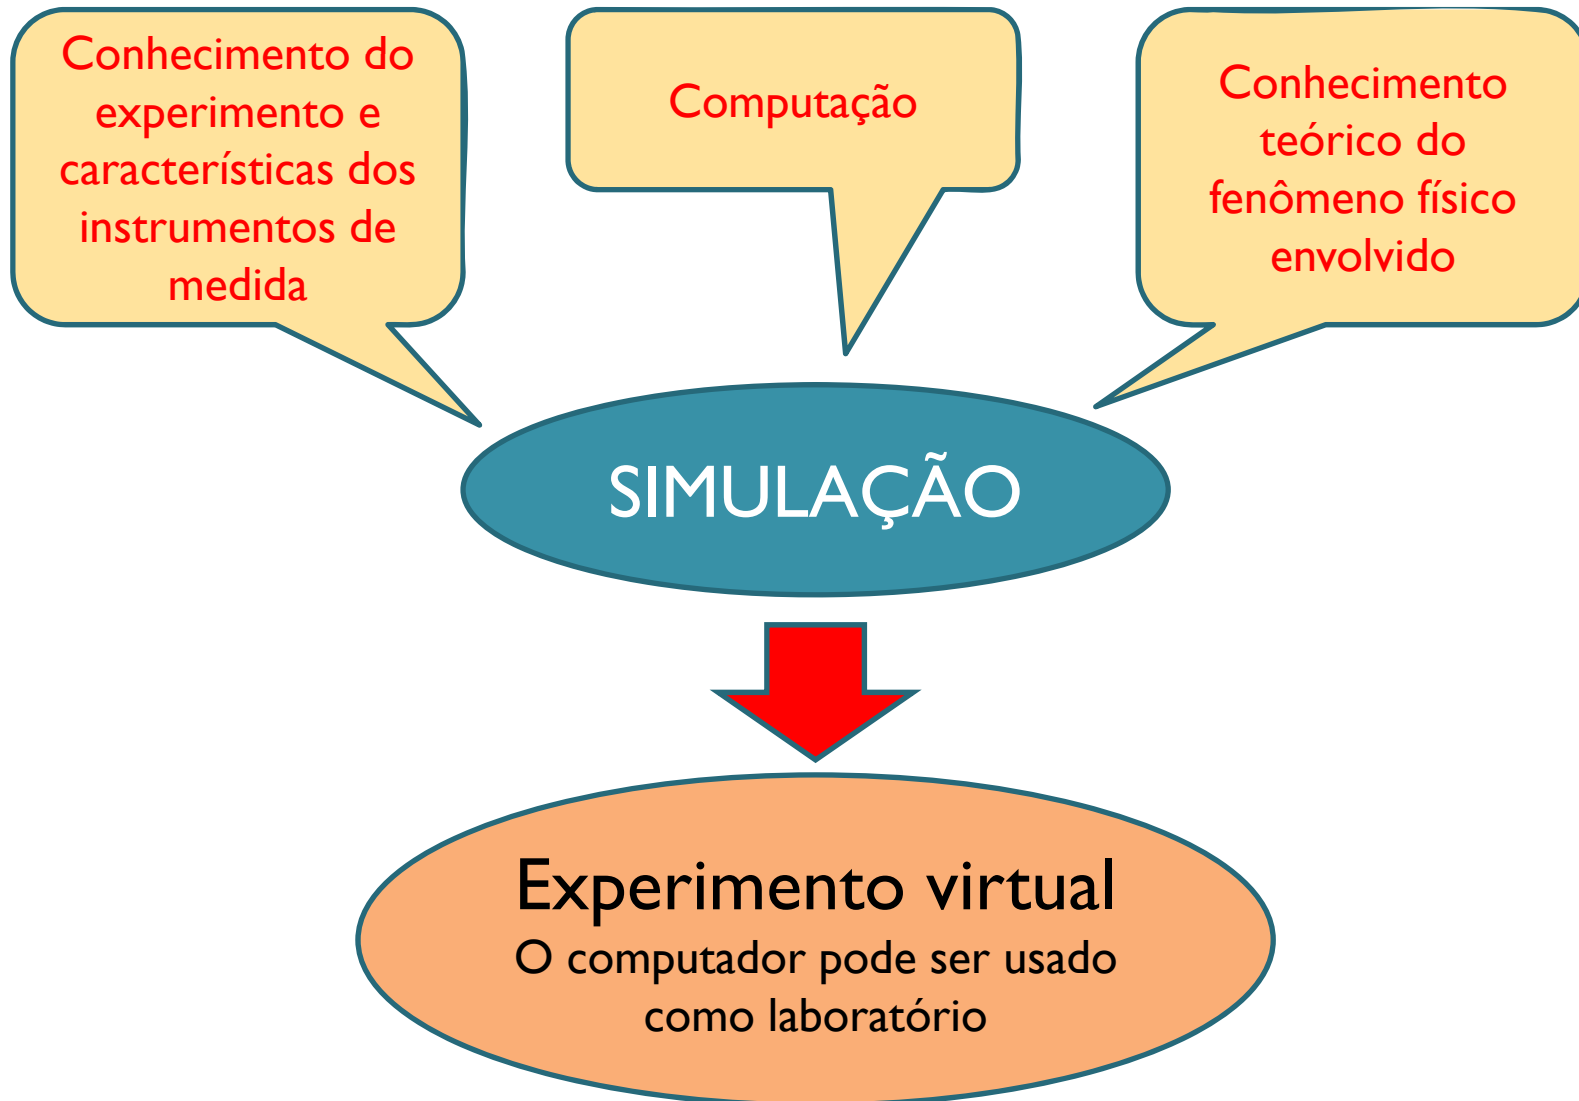 Conhecimento do
experimento e
características dos
instrumentos de
medida
Computação
Conhecimento
teórico do
fenômeno físico
envolvido
SIMULAÇÃO
Experimento virtual
O computador pode ser usado
como laboratório